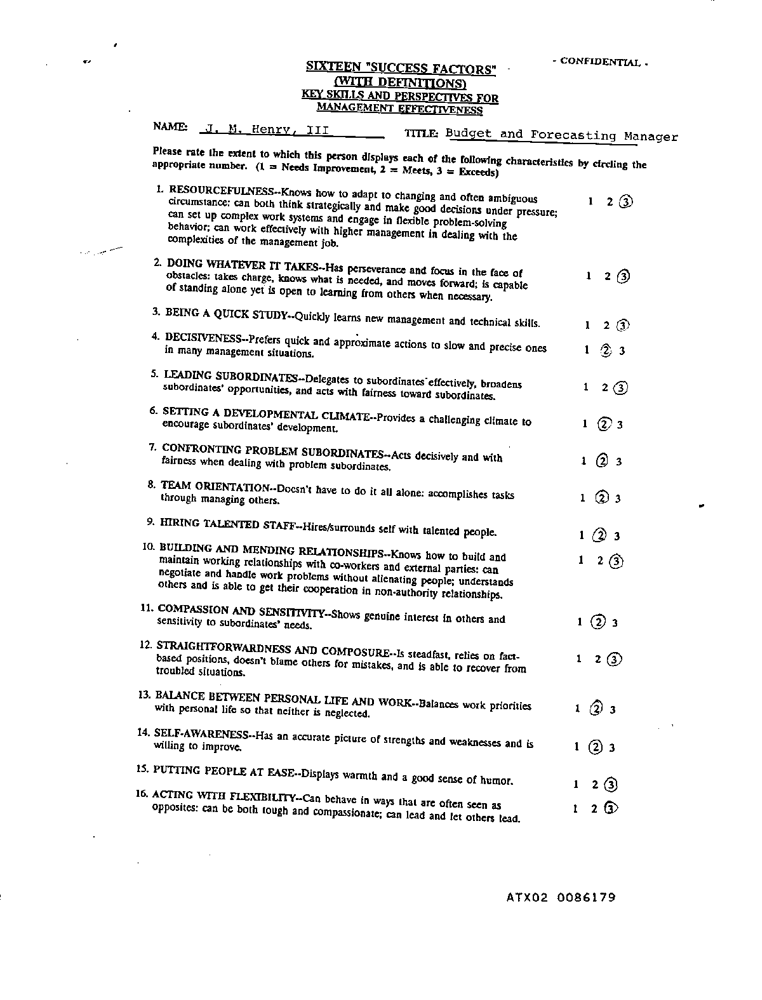 - CONFIDENTIAL -
SIXTEEN "SUCCESS FACTORS"
(WITH DEFINITIONS)
KEY SKILLS AND PERSPECTIVES FOR
MANAGEMENT EFFECTIVENESS
NAME: J. M. Henry, III TITLE: Budget and Forecasting Manager
Please rate the extent to which this person displays each of the following characteristics by circling the
appropriate number. (1 = Needs Improvement, 2 = Meets, 3 = Exceeds)
1. RESOURCEFULNESS--Knows how to adapt to changing and often ambiguous 1 2 3
circumstance: can both think strategically and make good decisions under pressure;
can set up complex work systems and engage in flexible problem-solving
behavior; can work effectively with higher management in dealing with the
complexities of the management job.
2. DOING WHATEVER IT TAKES--Has perseverance and focus in the face of 1 2 3
obstacles: takes charge, knows what is needed, and moves forward; is capable
of standing alone yet is open to learning from others when necessary.
3. BEING A QUICK STUDY--Quickly learns new management and technical skills. 1 2 3
4. DECISIVENESS--Prefers quick and approximate actions to slow and precise ones 1 2 3
in many management situations.
5. LEADING SUBORDINATES--Delegates to subordinates effectively, broadens 1 2 3
subordinates' opportunities, and acts with fairness toward subordinates.
6. SETTING A DEVELOPMENTAL CLIMATE--Provides a challenging climate to 1 2 3
encourage subordinates' development.
7. CONFRONTING PROBLEM SUBORDINATES--Acts decisively and with 1 2 3
fairness when dealing with problem subordinates.
8. TEAM ORIENTATION--Doesn't have to do it all alone: accomplishes tasks 1 2 3
through managing others.
9. HIRING TALENTED STAFF--Hires/surrounds self with talented people. 1 2 3
10. BUILDING AND MENDING RELATIONSHIPS--Knows how to build and 1 2 3
maintain working relationships with co-workers and external parties: can
negotiate and handle work problems without alienating people; understands
others and is able to get their cooperation in non-authority relationships.
11. COMPASSION AND SENSITIVITY--Shows genuine interest in others and 1 2 3
sensitivity to subordinates' needs.
12. STRAIGHTFORWARDNESS AND COMPOSURE--Is steadfast, relies on fact- 1 2 3
based positions, doesn't blame others for mistakes, and is able to recover from
troubled situations.
13. BALANCE BETWEEN PERSONAL LIFE AND WORK--Balances work priorities 1 2 3
with personal life so that neither is neglected.
14. SELF-AWARENESS--Has an accurate picture of strengths and weaknesses and is 1 2 3
willing to improve.
15. PUTTING PEOPLE AT EASE--Displays warmth and a good sense of humor. 1 2 3
16. ACTING WITH FLEXIBILITY--Can behave in ways that are often seen as 1 2 3
opposites: can be both tough and compassionate; can lead and let others lead.
ATX02 0086179